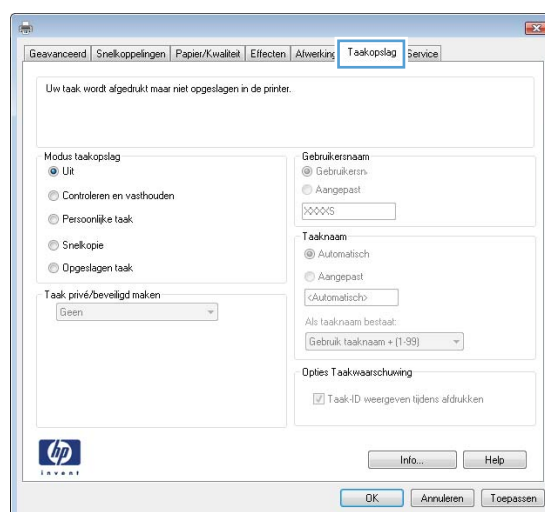 Geavanceerd Snelkoppelingen Papier/Kwaliteit Effecten Afwerking Taakopslag Service
Uw taak wordt afgedrukt maar niet opgeslagen in de printer.
Modus taakopslag
Uit
Controleren en vasthouden
Persoonlijke taak
Snelkopie
Opgeslagen taak
Taak privé/beveiligd maken
Geen
Gebruikersnaam
Gebruikersn
Aangepast
XXXXS
Taaknaam
Automatisch
Aangepast
<Automatisch>
Als taaknaam bestaat:
Gebruik taaknaam + (1-99)
Opties Taakwaarschuwing
Taak-ID weergeven tijdens afdrukken
hp
invent
Info... Help
OK Annuleren Toepassen